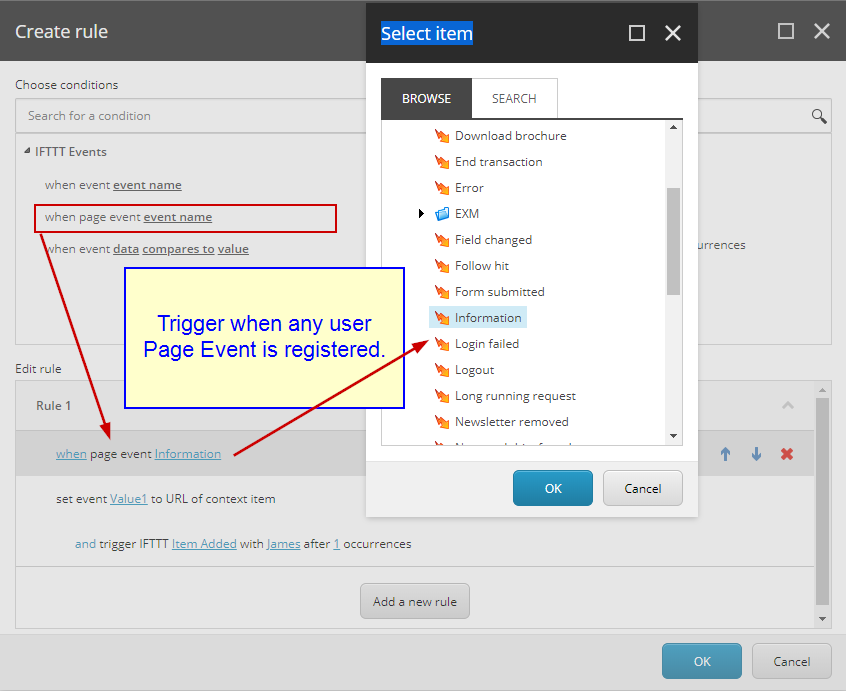 Create rule
Choose conditions
Search for a condition
IFTTT Events
when event event name
when page event event name
when event data compares to value
urrences
Trigger when any user
Page Event is registered.
Edit rule
Rule 1
when page event Information
set event Value1 to URL of context item
and trigger IFTTT Item Added with James after 1 occurrences
Add a new rule
OK
Cancel
Select item
BROWSE
SEARCH
Download brochure
End transaction
Error
EXM
Field changed
Follow hit
Form submitted
Information
Login failed
Logout
Long running request
Newsletter removed
OK
Cancel